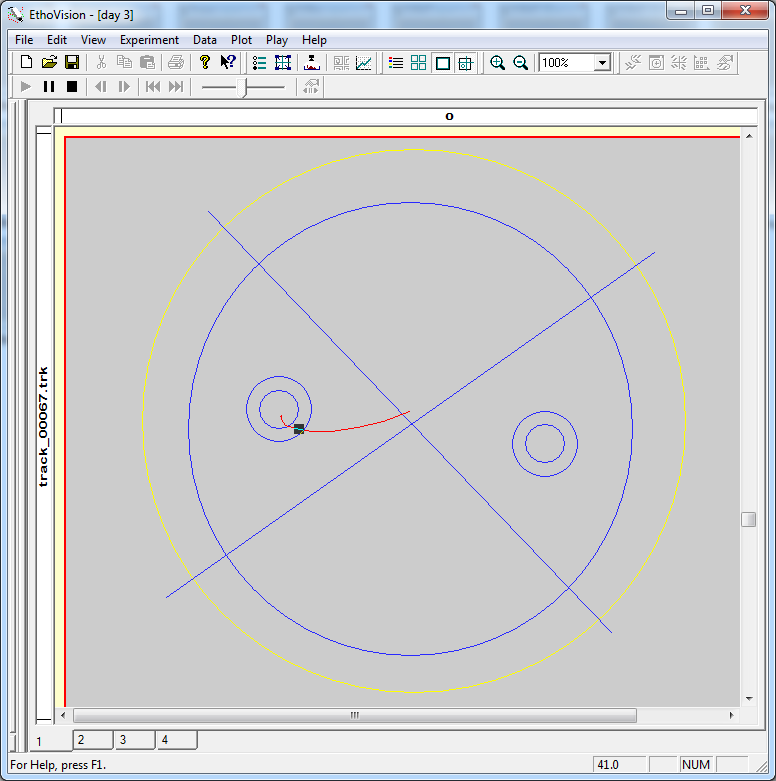 EthoVision - [day 3]
File Edit View Experiment Data Plot Play Help
100%
o
track_00067.trk
1 2 3 4
For Help, press F1.
41.0
NUM